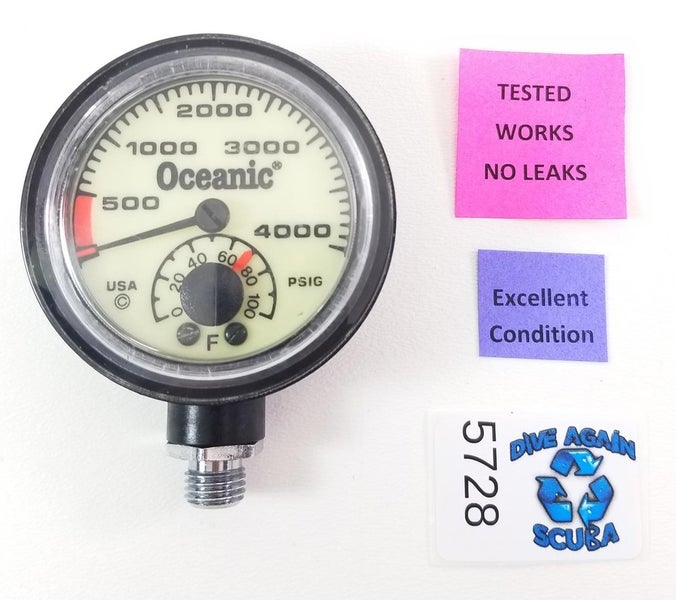 2000
1000 3000
Oceanic®
500
4000
USA
©
PSIG
0 20 40 60 80 100
F
TESTED
WORKS
NO LEAKS
Excellent
Condition
5728
DIVE AGAIN
SCUBA